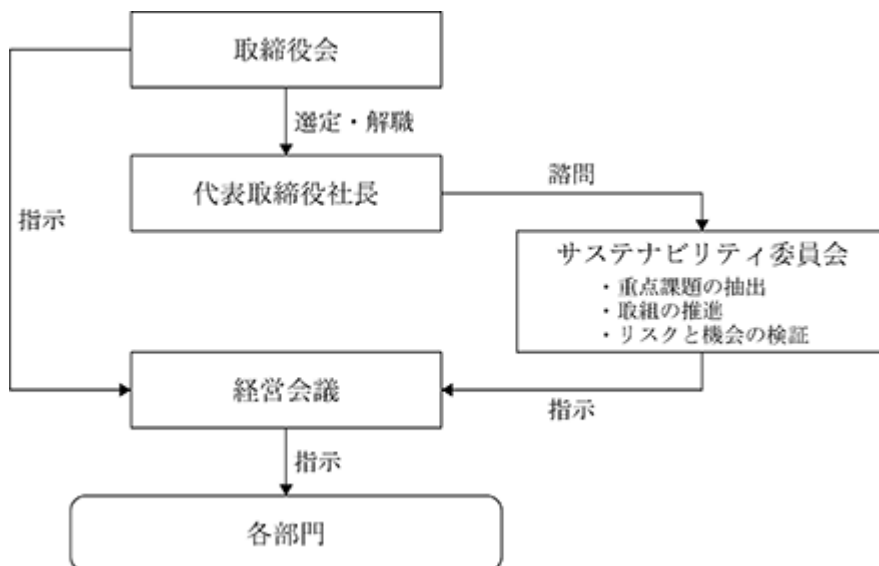 取締役会
選定・解職
代表取締役社長
諮問
指示
サステナビリティ委員会
・重点課題の抽出
・取組の推進
・リスクと機会の検証
経営会議
指示
指示
各部門